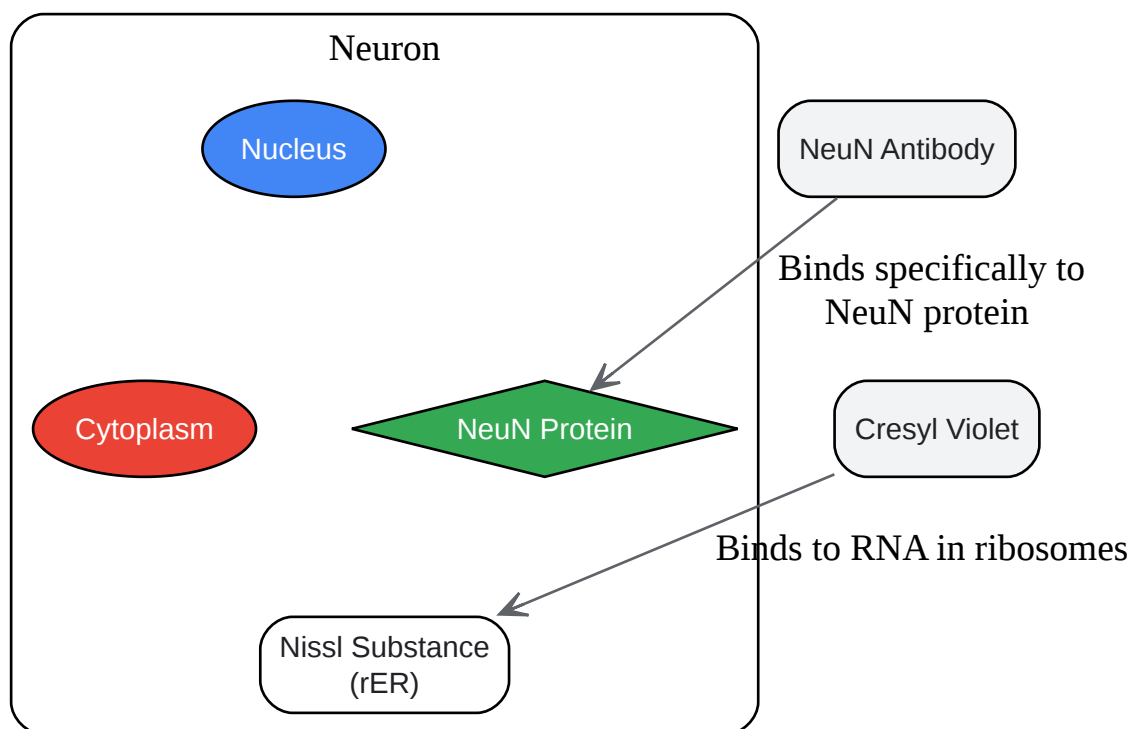 Neuron
Nucleus
NeuN Antibody
Binds specifically to
NeuN protein
Cytoplasm
NeuN Protein
Cresyl Violet
Binds to RNA in ribosomes
Nissl Substance
(rER)